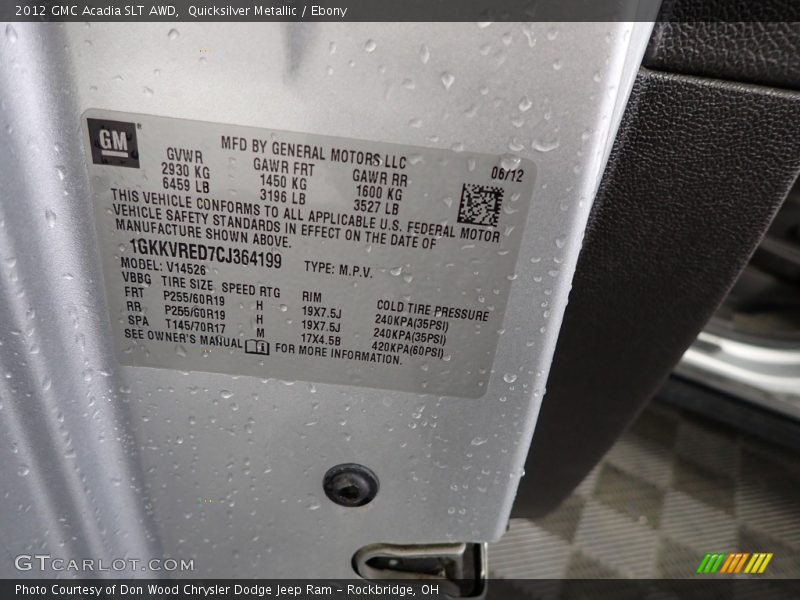 2012 GMC Acadia SLT AWD,  Quicksilver Metallic / Ebony
GM
MFD BY GENERAL MOTORS LLC
GVWR GAWR FRT GAWR RR 06/12
2930 KG 1450 KG 1600 KG
6459 LB 3196 LB 3527 LB
THIS VEHICLE CONFORMS TO ALL APPLICABLE U.S. FEDERAL MOTOR
VEHICLE SAFETY STANDARDS IN EFFECT ON THE DATE OF
MANUFACTURE SHOWN ABOVE.
1GKKVRED7CJ364199 TYPE: M.P.V.
MODEL: V14526
VBBG TIRE SIZE SPEED RTG RIM COLD TIRE PRESSURE
FRT P255/60R19 H 19X7.5J 240KPA(35PSI)
RR P255/60R19 H 19X7.5J 240KPA(35PSI)
SPA T145/70R17 M 17X4.5B 420KPA(60PSI)
SEE OWNER'S MANUAL FOR MORE INFORMATION.
GTCARLOT.COM
Photo Courtesy of Don Wood Chrysler Dodge Jeep Ram – Rockbridge, OH